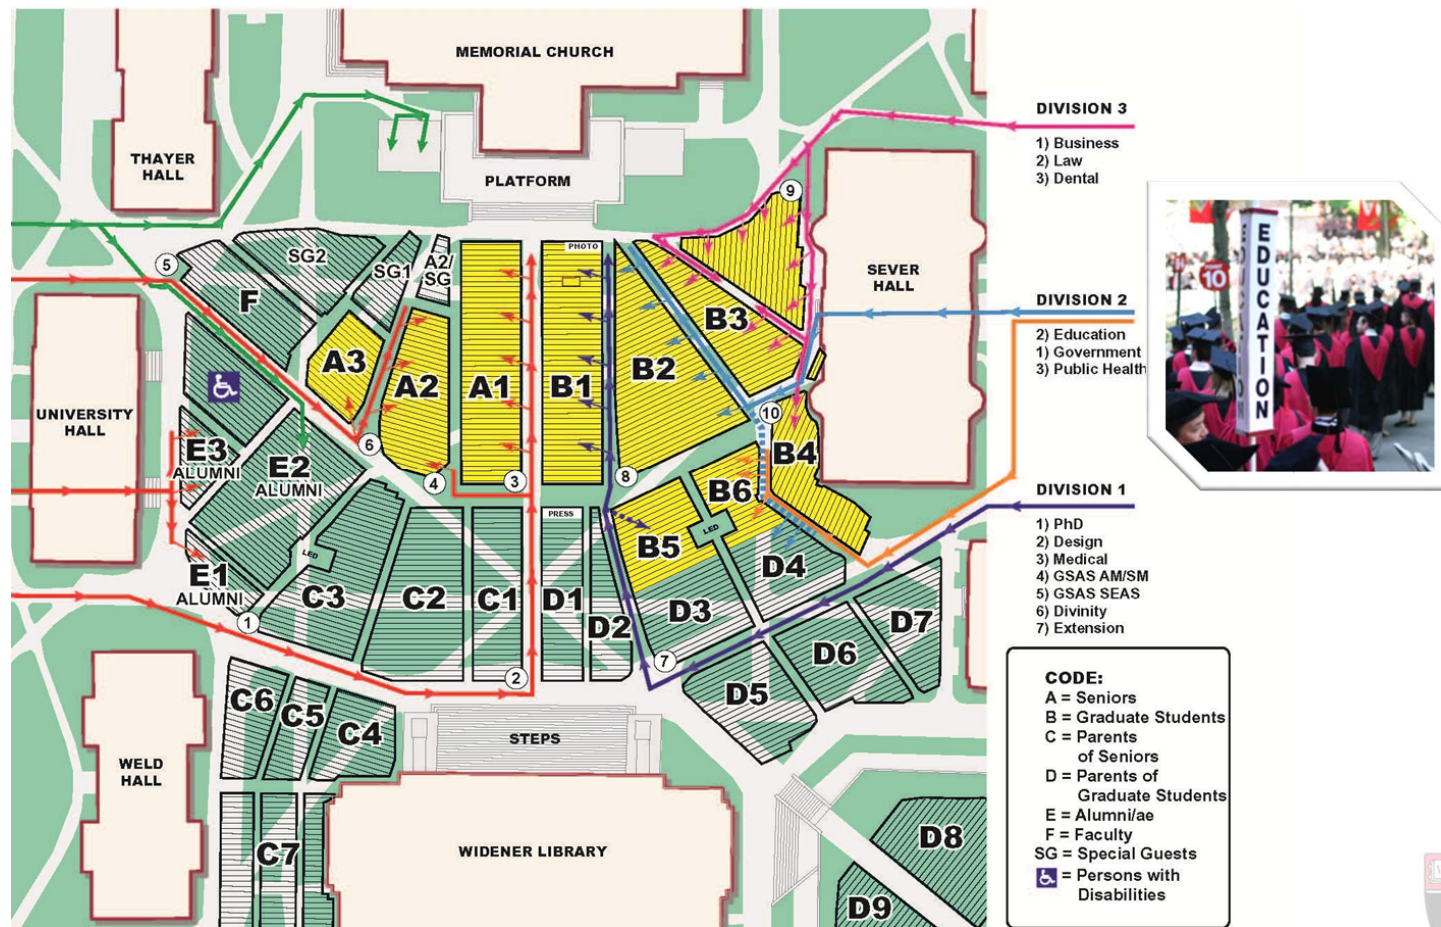 MEMORIAL CHURCH
THAYER
HALL
PLATFORM
DIVISION 3
1) Business
2) Law
3) Dental
9
PHOTO
5
SG2
SG1
A2/
SG
F
SEVER
HALL
DIVISION 2
2) Education
1) Government
3) Public Health
EDUCATION
10
B3
A3
A2
A1
B1
B2
UNIVERSITY
HALL
E3
ALUMNI
E2
ALUMNI
6
4
3
8
10
B4
B6
PRESS
LED
B5
DIVISION 1
1) PhD
2) Design
3) Medical
4) GSAS AM/SM
5) GSAS SEAS
6) Divinity
7) Extension
LED
E1
ALUMNI
C3
C2
C1
D1
D2
D3
D4
D7
1
2
7
D6
D5
C6
C5
C4
STEPS
WELD
HALL
WIDENER LIBRARY
C7
D8
D9
CODE:
A = Seniors
B = Graduate Students
C = Parents
of Seniors
D = Parents of
Graduate Students
E = Alumni/ae
F = Faculty
SG = Special Guests
= Persons with
Disabilities